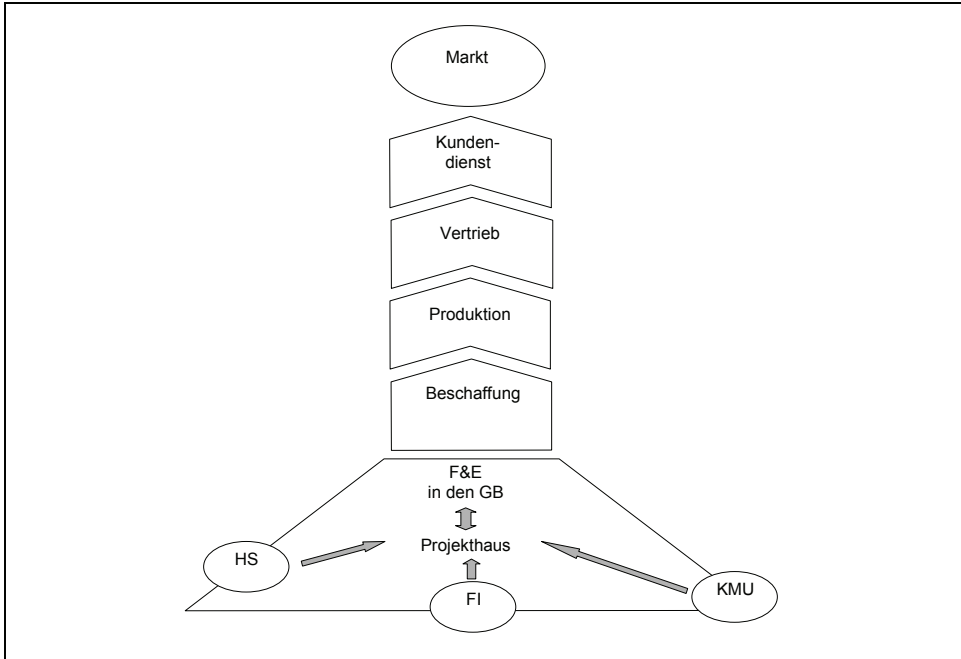 Markt
Kunden-
dienst
Vertrieb
Produktion
Beschaffung
F&E
in den GB
Projekthaus
HS
FI
KMU